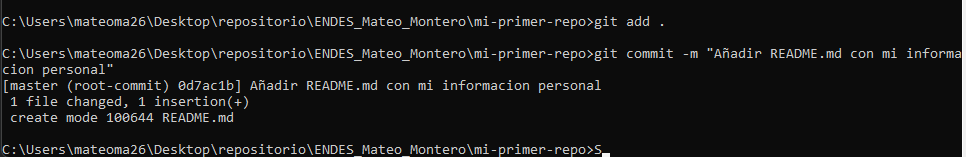 C:\Users\mateoma26\Desktop\repositorio\ENDES_Mateo_Montero\mi-primer-repo>git add .
C:\Users\mateoma26\Desktop\repositorio\ENDES_Mateo_Montero\mi-primer-repo>git commit -m "Añadir README.md con mi informa
cion personal"
[master (root-commit) 0d7ac1b] Añadir README.md con mi informacion personal
 1 file changed, 1 insertion(+)
 create mode 100644 README.md
C:\Users\mateoma26\Desktop\repositorio\ENDES_Mateo_Montero\mi-primer-repo>S